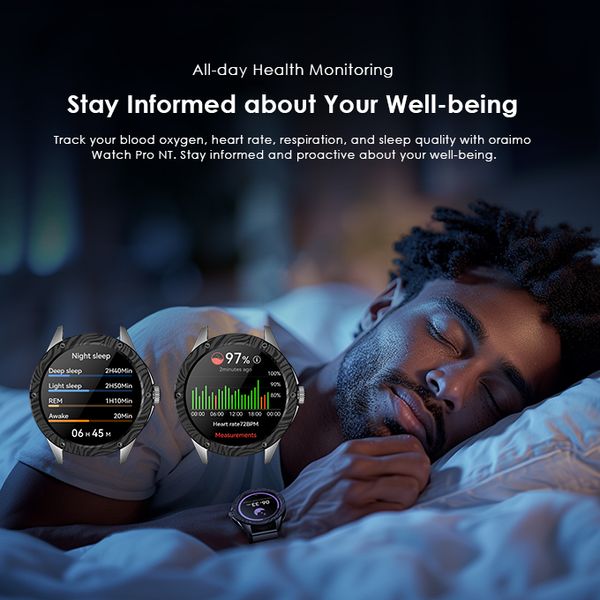 All-day Health Monitoring
Stay Informed about Your Well-being
Track your blood oxygen, heart rate, respiration, and sleep quality with oraimo
Watch Pro NT. Stay informed and proactive about your well-being.
Night sleep
Deep sleep 2H40Min
Light sleep 2H50Min
REM 1H10Min
Awake 20Min
06 H 45 M
97%
2minutes ago
100%
90%
80%
00:00 06:00 12:00 18:00 00:00
Heart rate72BPM
Measurements
06:33